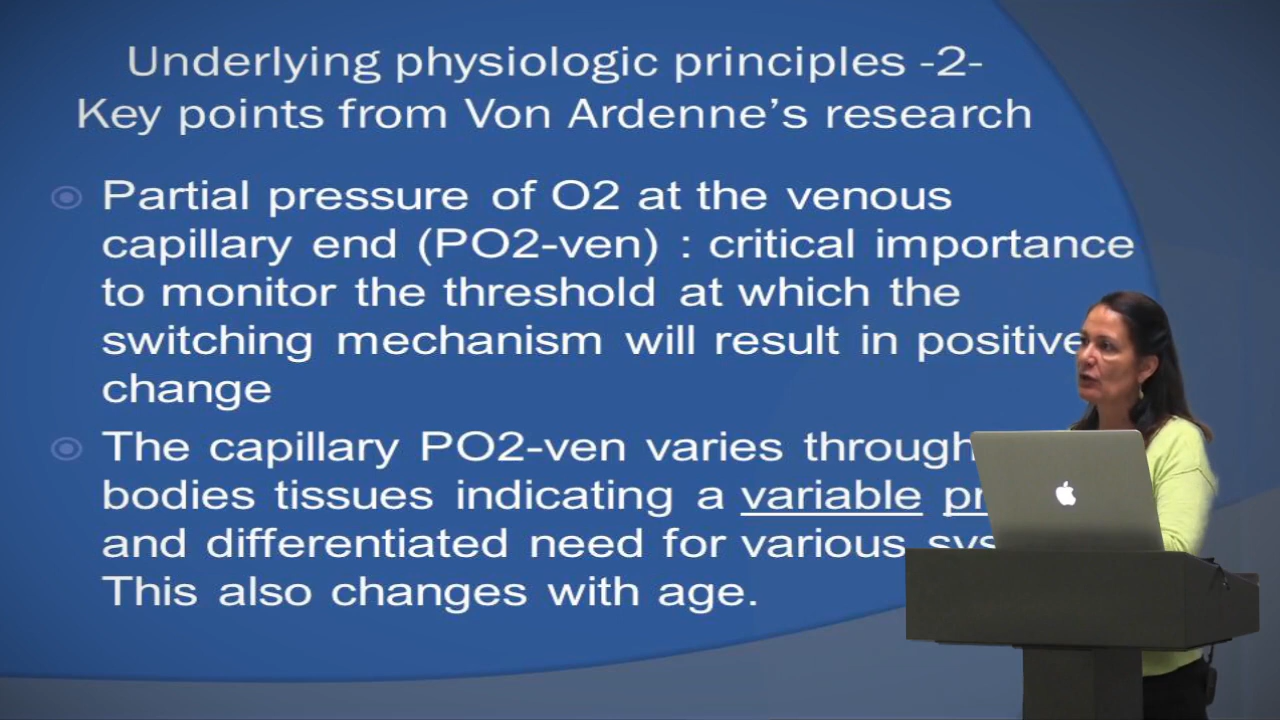 Underlying physiologic principles -2-
Key points from Von Ardenne's research
Partial pressure of O2 at the venous
capillary end (PO2-ven) : critical importance
to monitor the threshold at which the
switching mechanism will result in positive
change
The capillary PO2-ven varies through
bodies tissues indicating a variable
and differentiated need for various
This also changes with age.